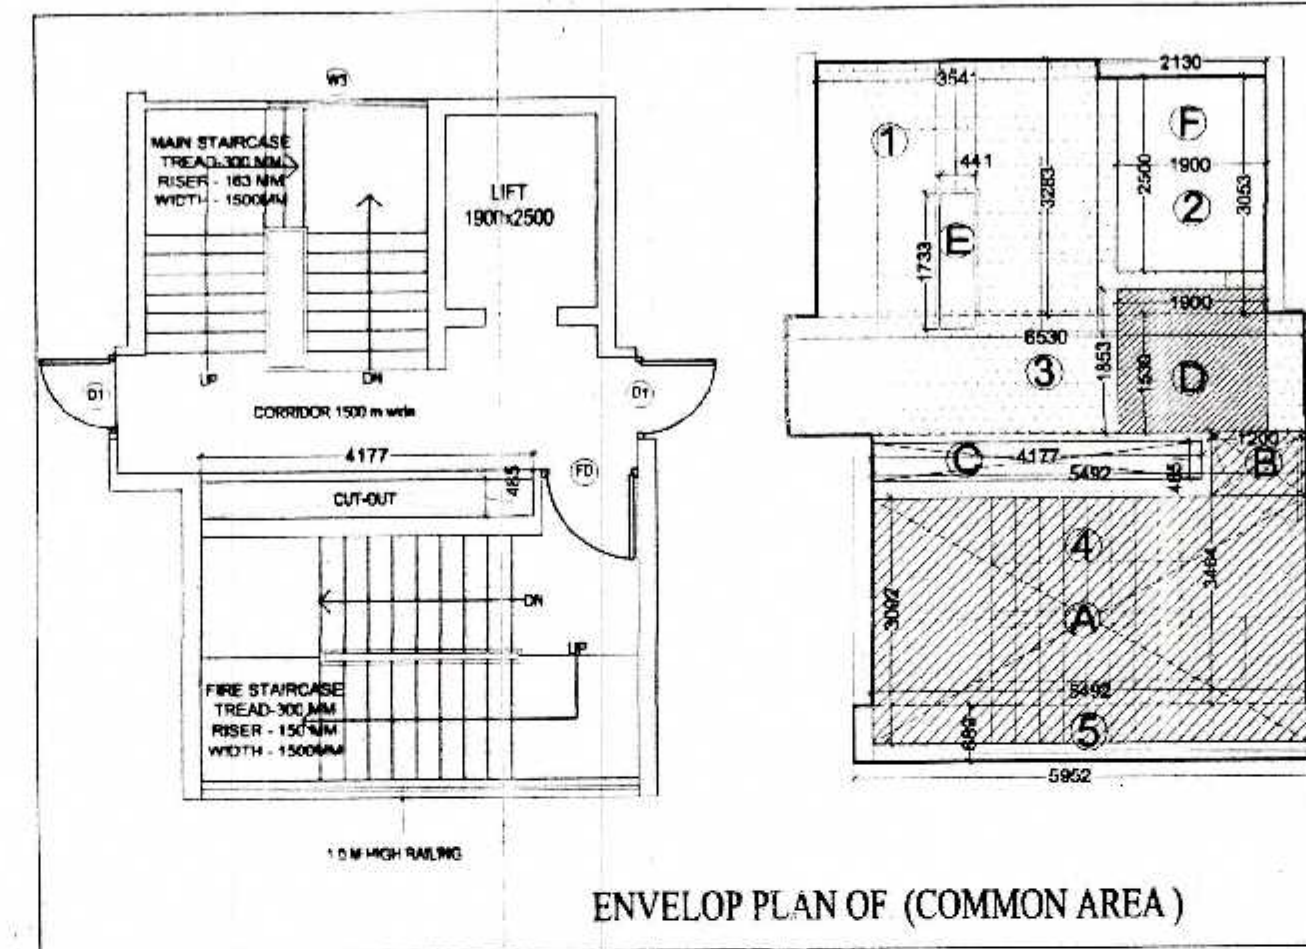 W3
MAIN STAIRCASE
TREAD-300 MM
RISER - 163 MM
WIDTH - 1500MM
LIFT
1900x2500
UP
DN
D1
D1
CORRIDOR 1500 m wide
4177
FD
485
CUT-OUT
DN
UP
FIRE STAIRCASE
TREAD-300 MM
RISER - 150 MM
WIDTH - 1500MM
1.0 M HIGH RAILING
2130
3541
1
F
441
1900
2500
3283
3053
2
E
1733
1900
6530
3
1853
1530
D
C
4177
5492
485
1200
B
4
3092
3464
A
5492
5
689
5952
ENVELOP PLAN OF (COMMON AREA )